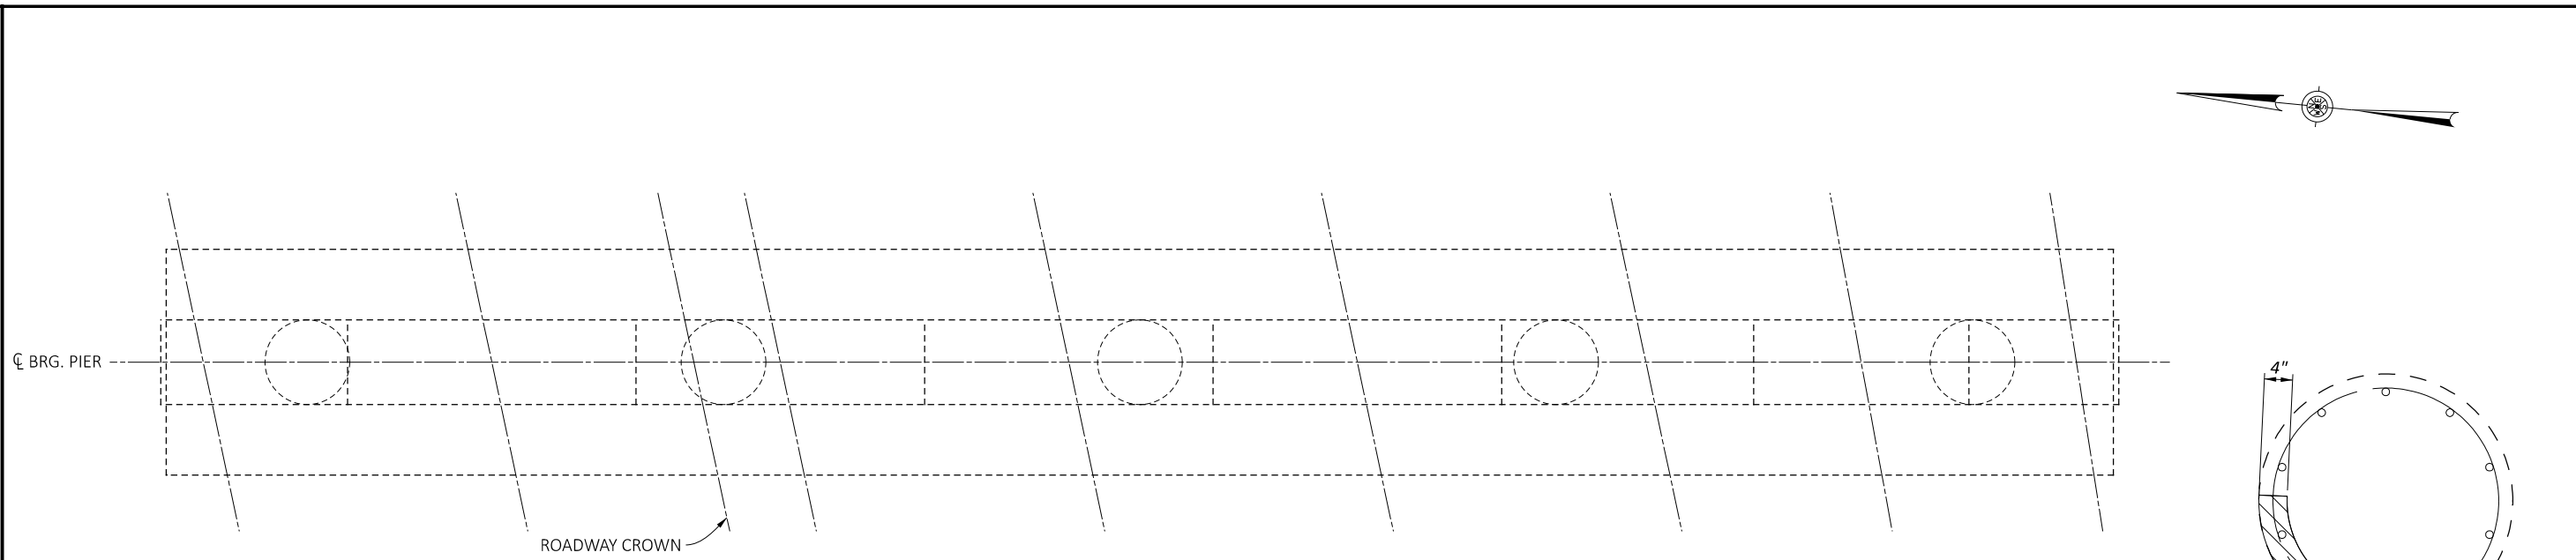 ℄ BRG. PIER
4"
ROADWAY CROWN